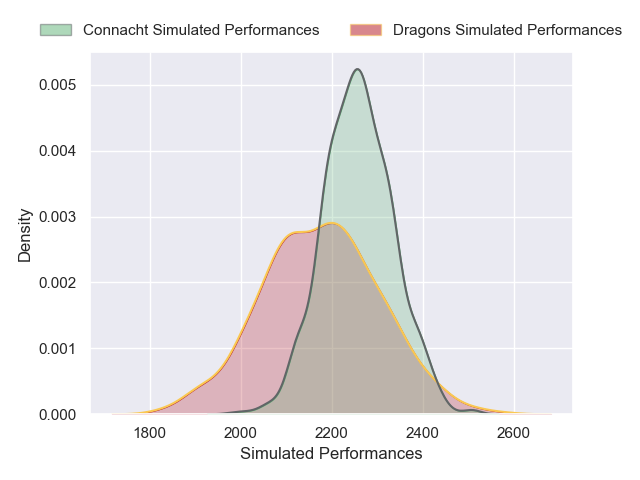 Connacht Simulated Performances Dragons Simulated Performances
0.005
0.004
0.003
0.002
0.001
0.000
Density
1800 2000 2200 2400 2600
Simulated Performances